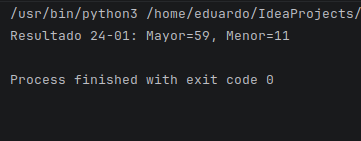 /usr/bin/python3 /home/eduardo/IdeaProjects/
Resultado 24-01: Mayor=59, Menor=11
Process finished with exit code 0